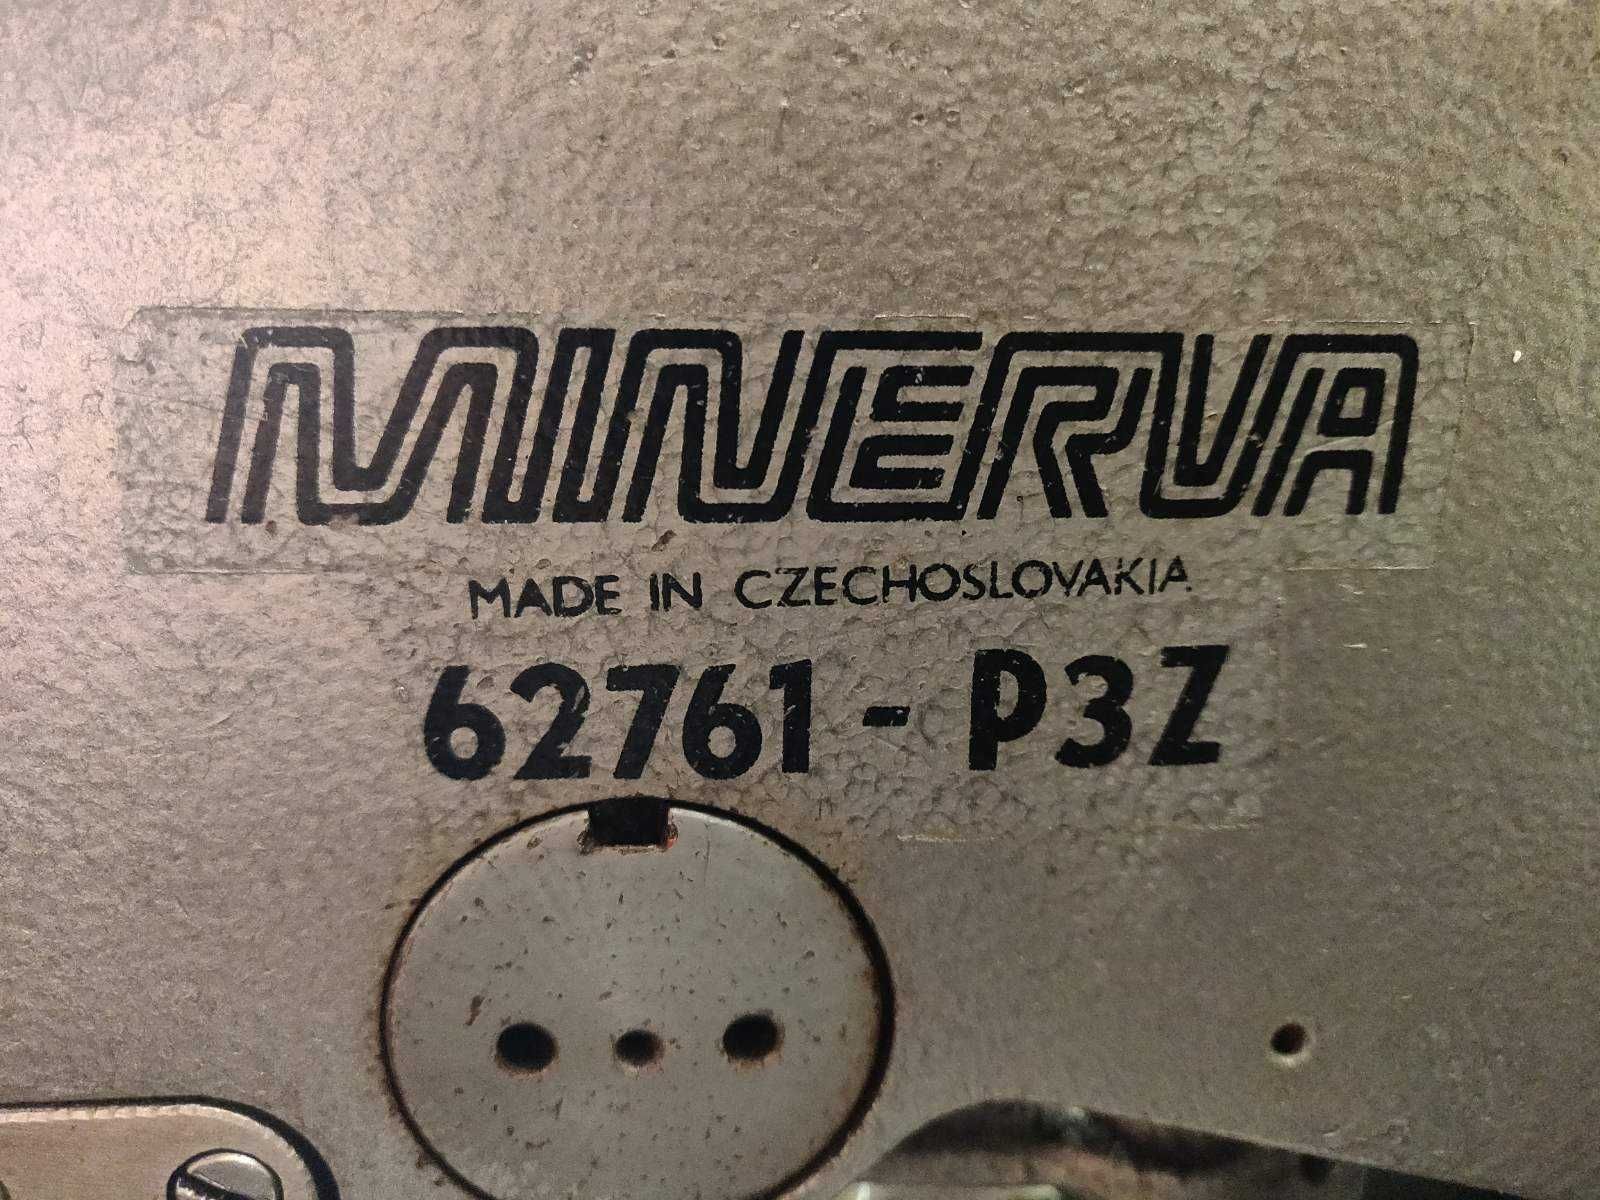 MINERVA
MADE IN CZECHOSLOVAKIA
62761-P3Z